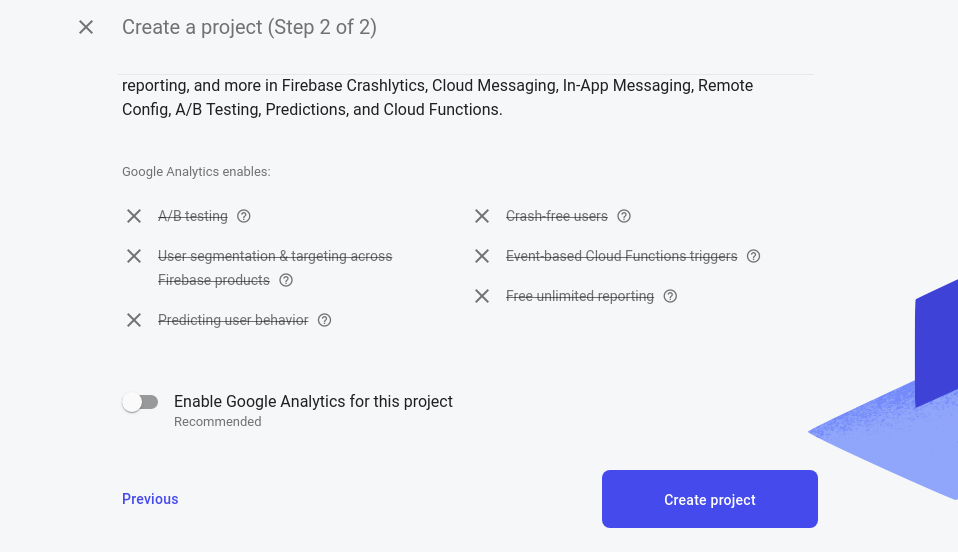 Create a project (Step 2 of 2)
reporting, and more in Firebase Crashlytics, Cloud Messaging, In-App Messaging, Remote
Config, A/B Testing, Predictions, and Cloud Functions.
Google Analytics enables:
A/B testing
User segmentation & targeting across
Firebase products
Predicting user behavior
Crash-free users
Event-based Cloud Functions triggers
Free unlimited reporting
Enable Google Analytics for this project
Recommended
Previous
Create project